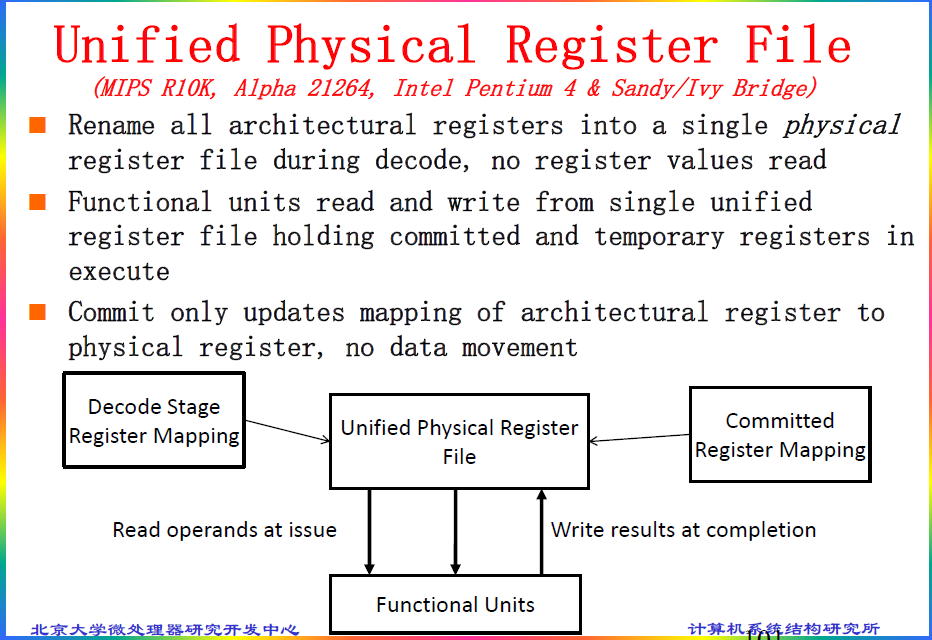 Unified Physical Register File
(MIPS R10K, Alpha 21264, Intel Pentium 4 & Sandy/Ivy Bridge)
Rename all architectural registers into a single physical
register file during decode, no register values read
Functional units read and write from single unified
register file holding committed and temporary registers in
execute
Commit only updates mapping of architectural register to
physical register, no data movement
Decode Stage
Register Mapping
Unified Physical Register
File
Committed
Register Mapping
Read operands at issue
Write results at completion
Functional Units
北京大学微处理器研究开发中心
计算机系统结构研究所